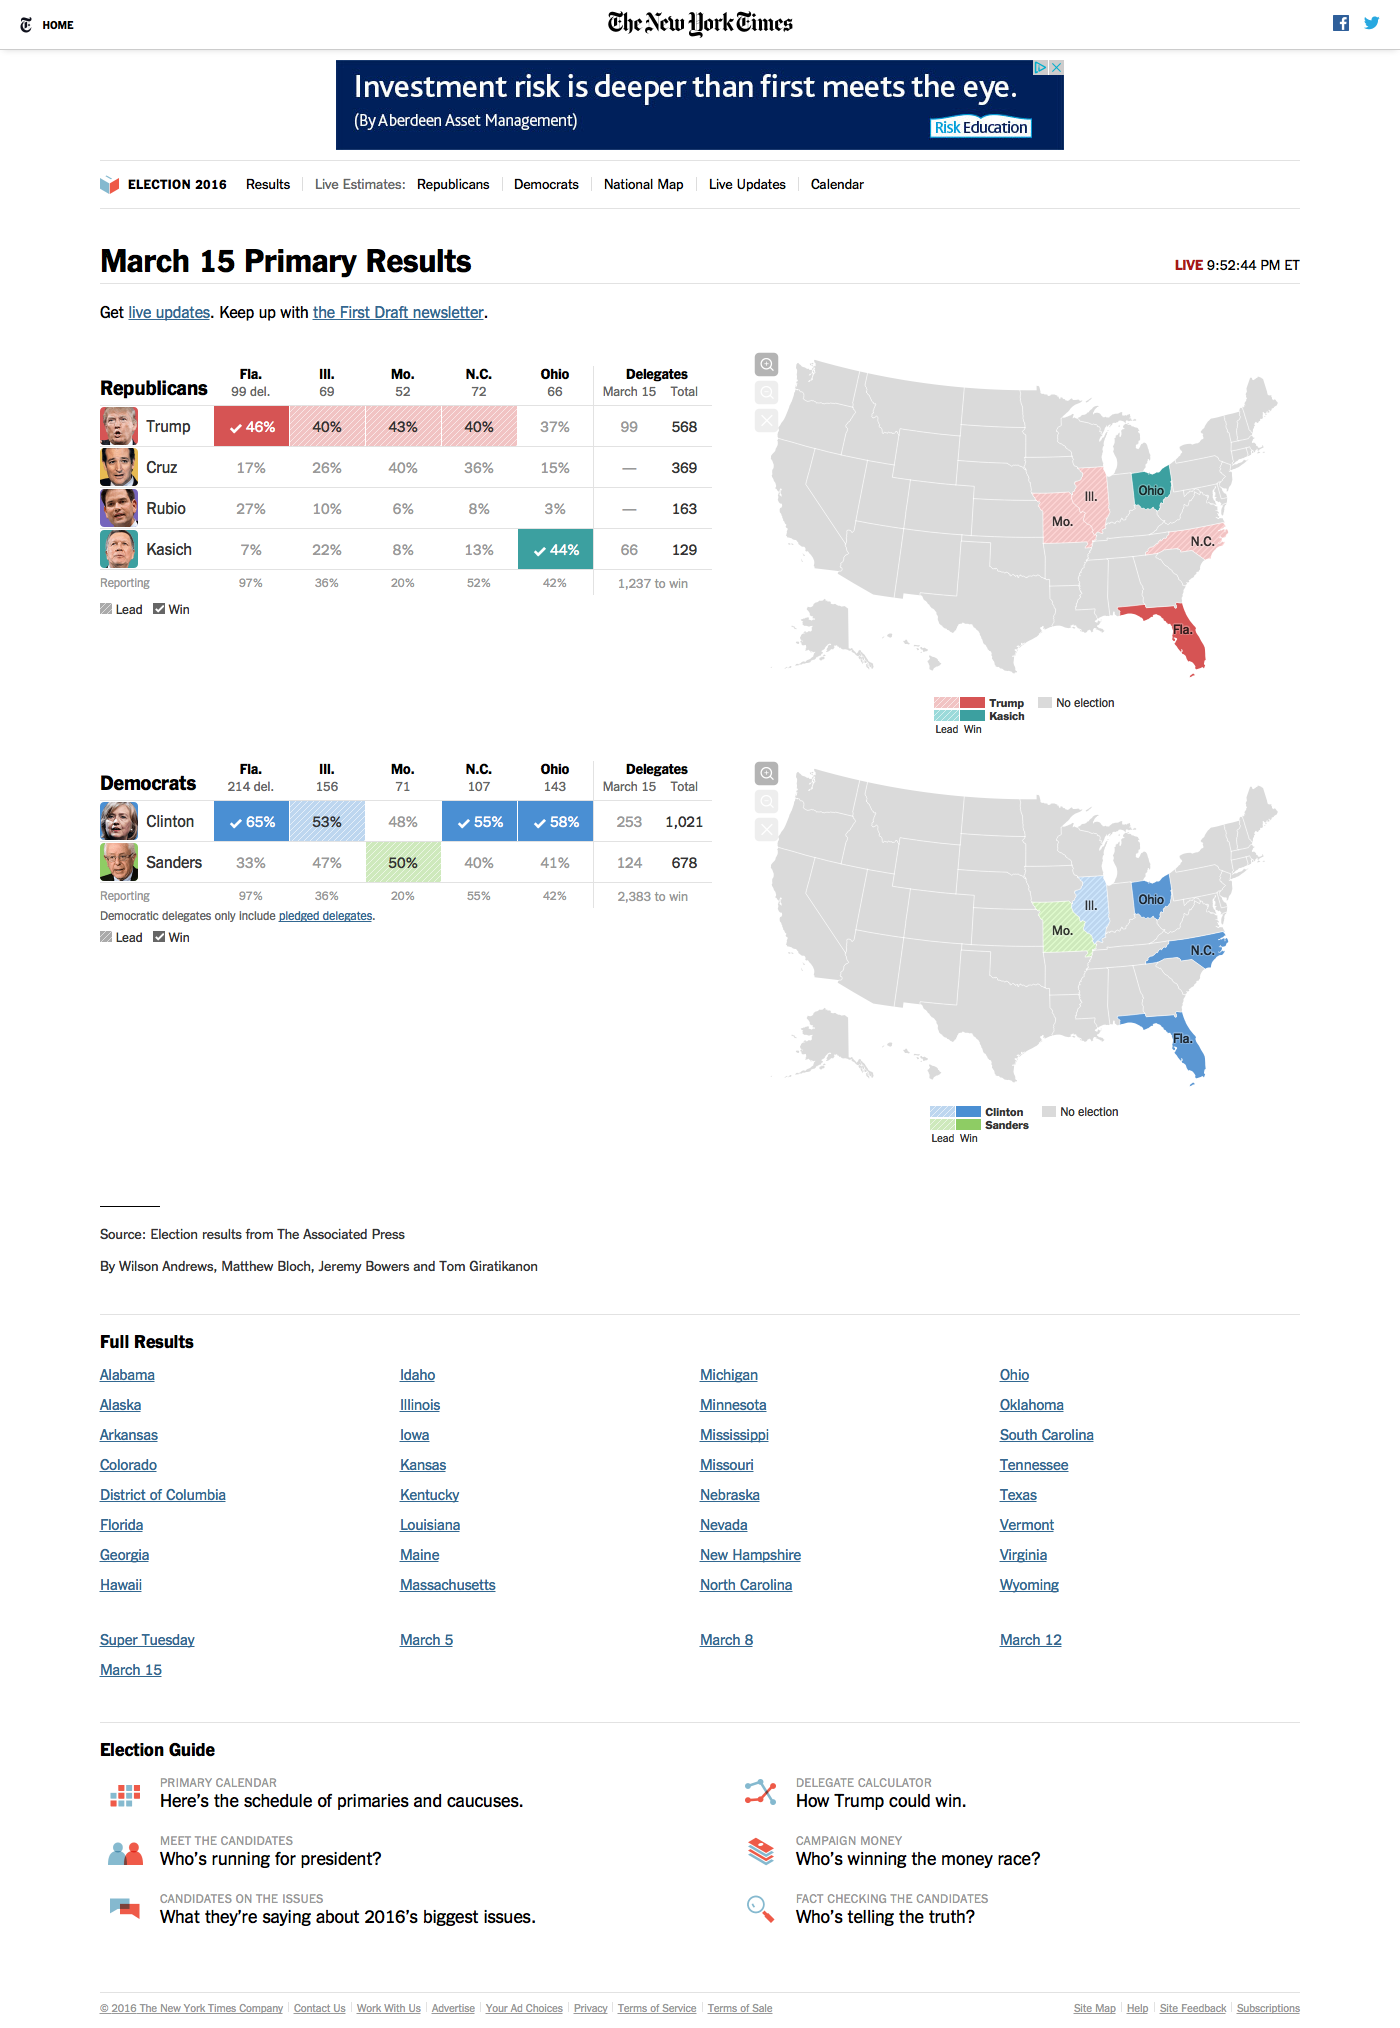 HOME
The New York Times
Investment risk is deeper than first meets the eye.
(By Aberdeen Asset Management)
Risk Education
ELECTION 2016 Results Live Estimates: Republicans Democrats National Map Live Updates Calendar
March 15 Primary Results
LIVE 9:52:44 PM ET
Get live updates. Keep up with the First Draft newsletter.
Fla. Ill. Mo. N.C. Ohio Delegates
Republicans 99 del. 69 52 72 66 March 15 Total
Trump 46% 40% 43% 40% 37% 99 568
Cruz 17% 26% 40% 36% 15% — 369
Rubio 27% 10% 6% 8% 3% — 163
Kasich 7% 22% 8% 13% 44% 66 129
Reporting 97% 36% 20% 52% 42% 1,237 to win
Lead Win
Ohio
Ill.
Mo.
N.C.
Fla.
Trump No election
Kasich
Lead Win
Fla. Ill. Mo. N.C. Ohio Delegates
Democrats 214 del. 156 71 107 143 March 15 Total
Clinton 65% 53% 48% 55% 58% 253 1,021
Sanders 33% 47% 50% 40% 41% 124 678
Reporting 97% 36% 20% 55% 42% 2,383 to win
Democratic delegates only include pledged delegates.
Lead Win
Ohio
Ill.
Mo.
N.C.
Fla.
Clinton No election
Sanders
Lead Win
Source: Election results from The Associated Press
By Wilson Andrews, Matthew Bloch, Jeremy Bowers and Tom Giratikanon
Full Results
Alabama Idaho Michigan Ohio
Alaska Illinois Minnesota Oklahoma
Arkansas Iowa Mississippi South Carolina
Colorado Kansas Missouri Tennessee
District of Columbia Kentucky Nebraska Texas
Florida Louisiana Nevada Vermont
Georgia Maine New Hampshire Virginia
Hawaii Massachusetts North Carolina Wyoming
Super Tuesday March 5 March 8 March 12
March 15
Election Guide
PRIMARY CALENDAR
Here's the schedule of primaries and caucuses.
DELEGATE CALCULATOR
How Trump could win.
MEET THE CANDIDATES
Who's running for president?
CAMPAIGN MONEY
Who's winning the money race?
CANDIDATES ON THE ISSUES
What they're saying about 2016's biggest issues.
FACT CHECKING THE CANDIDATES
Who's telling the truth?
© 2016 The New York Times Company Contact Us Work With Us Advertise Your Ad Choices Privacy Terms of Service Terms of Sale
Site Map Help Site Feedback Subscriptions